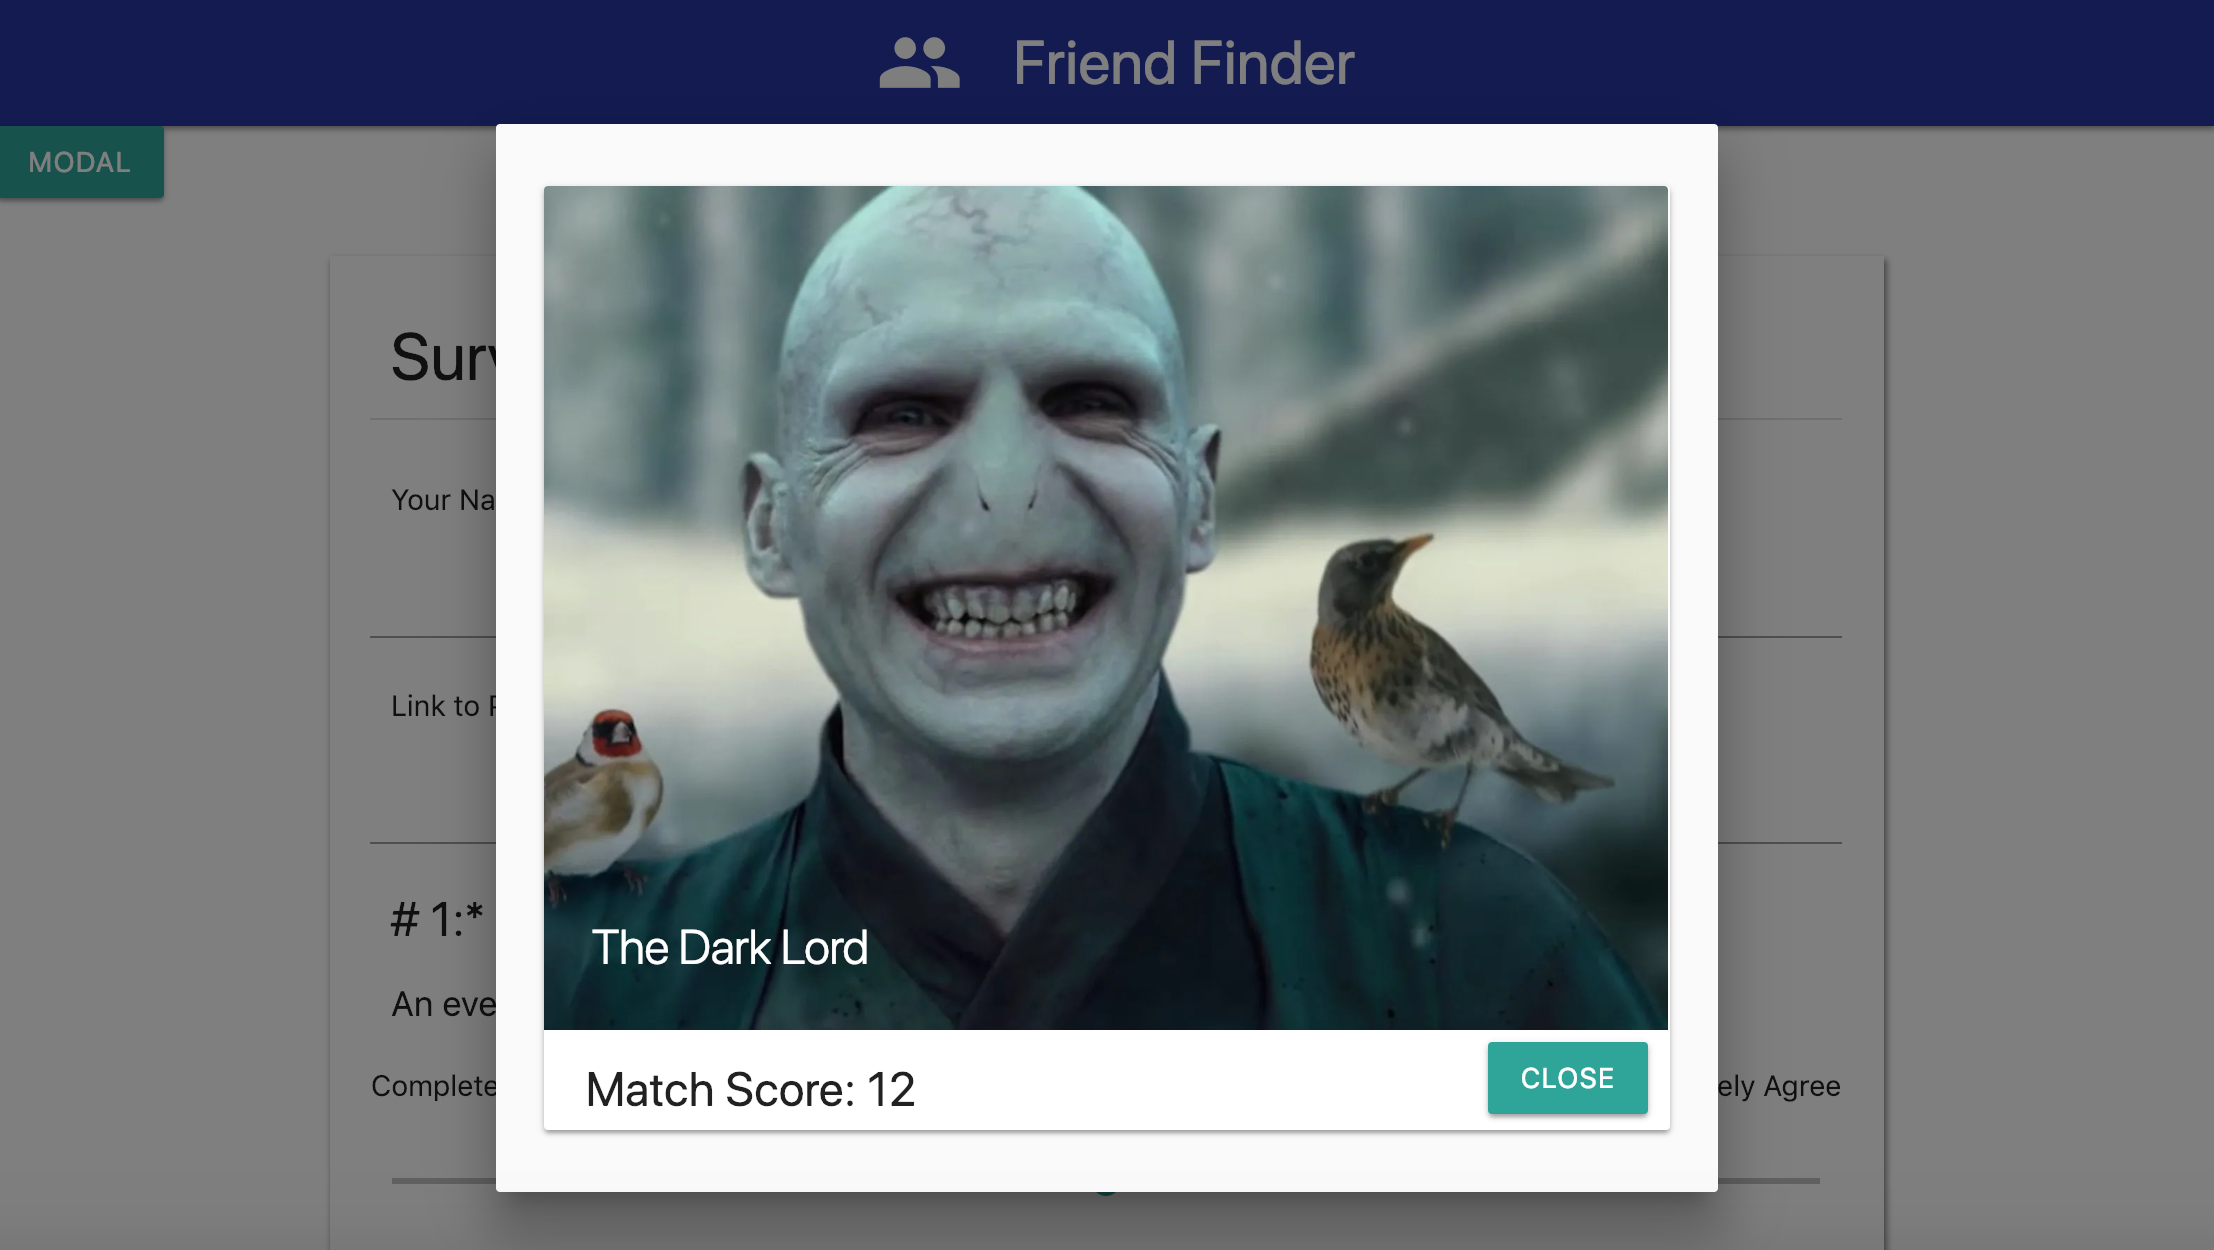 Friend Finder
MODAL
Your Na
Link to
# 1:*
An eve
The Dark Lord
Match Score: 12
CLOSE
Complete
ely Agree